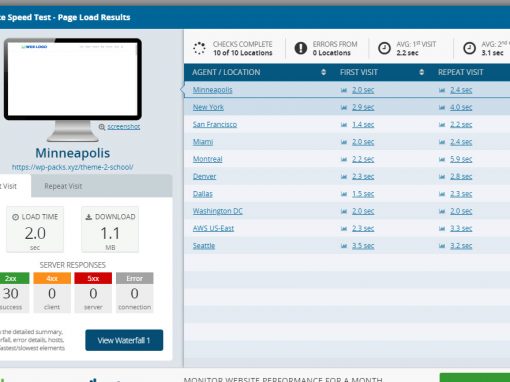 e Speed Test - Page Load Results
CHECKS COMPLETE
10 of 10 Locations
ERRORS FROM
0 Locations
AVG: 1ST VISIT
2.2 sec
AVG: 2ND
3.1 sec
WEB LOGO
screenshot
Minneapolis
https://wp-packs.xyz/theme-2-school/
t Visit
Repeat Visit
LOAD TIME
2.0
sec
DOWNLOAD
1.1
MB
SERVER RESPONSES
2xx 4xx 5xx Error
30 0 0 0
success client server connection
the detailed summary,
rfall, error details, hosts,
fastest/slowest elements
View Waterfall 1
AGENT / LOCATION FIRST VISIT REPEAT VISIT
Minneapolis 2.0 sec 2.4 sec
New York 2.9 sec 4.0 sec
San Francisco 1.4 sec 2.2 sec
Miami 2.0 sec 2.4 sec
Montreal 2.2 sec 5.9 sec
Denver 2.3 sec 2.8 sec
Dallas 1.5 sec 2.3 sec
Washington DC 2.0 sec 2.0 sec
AWS US-East 2.3 sec 3.3 sec
Seattle 3.5 sec 3.2 sec
MONITOR WEBSITE PERFORMANCE FOR A MONTH